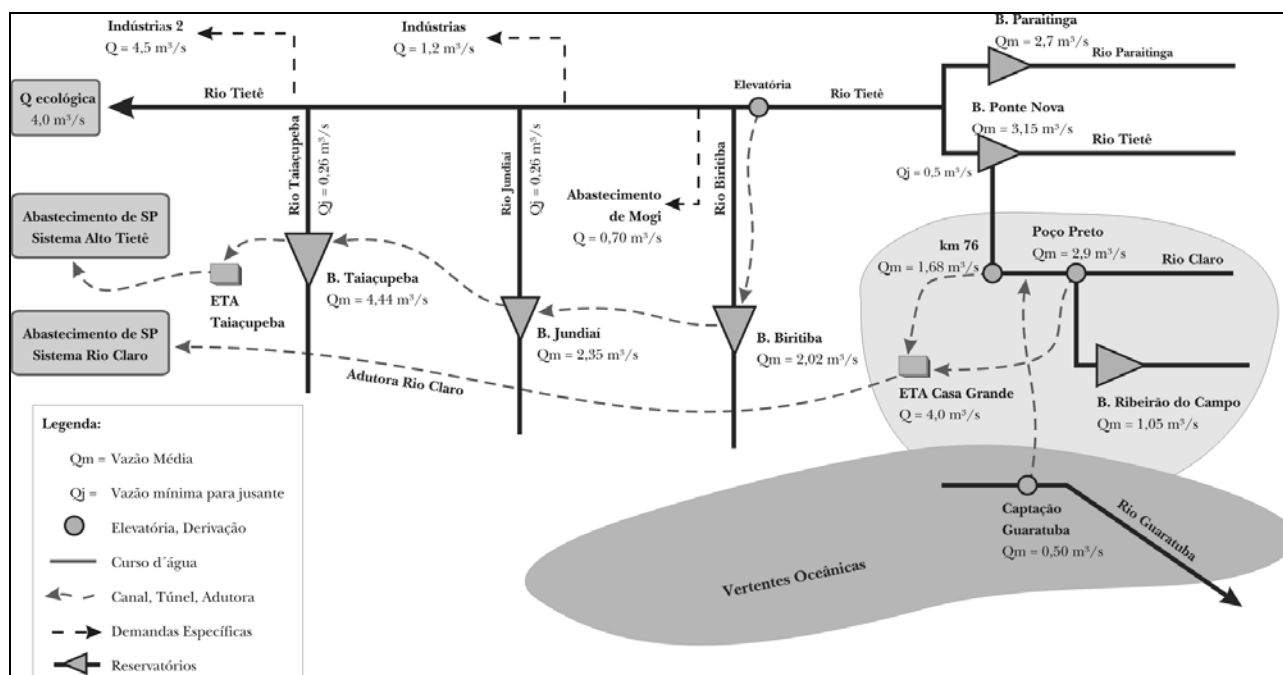 Indústrias 2
Q = 4,5 m³/s
Indústrias
Q = 1,2 m³/s
B. Paraitinga
Qm = 2,7 m³/s
Rio Paraitinga
Elevatória
Q ecológica
4,0 m³/s
Rio Tietê
Rio Tietê
B. Ponte Nova
Qm = 3,15 m³/s
Rio Tietê
Qj = 0,5 m³/s
Rio Taiaçupeba
Qj = 0,26 m³/s
Rio Jundiaí
Qj = 0,26 m³/s
Rio Biritiba
Abastecimento
de Mogi
Q = 0,70 m³/s
Abastecimento de SP
Sistema Alto Tietê
ETA
Taiaçupeba
B. Taiaçupeba
Qm = 4,44 m³/s
km 76
Qm = 1,68 m³/s
Poço Preto
Qm = 2,9 m³/s
Rio Claro
Abastecimento de SP
Sistema Rio Claro
B. Jundiaí
Qm = 2,35 m³/s
B. Biritiba
Qm = 2,02 m³/s
Adutora Rio Claro
ETA Casa Grande
Q = 4,0 m³/s
B. Ribeirão do Campo
Qm = 1,05 m³/s
Legenda:
Qm = Vazão Média
Qj = Vazão mínima para jusante
Elevatória, Derivação
Curso d´água
Canal, Túnel, Adutora
Demandas Específicas
Reservatórios
Captação
Guaratuba
Qm = 0,50 m³/s
Rio Guaratuba
Vertentes Oceânicas